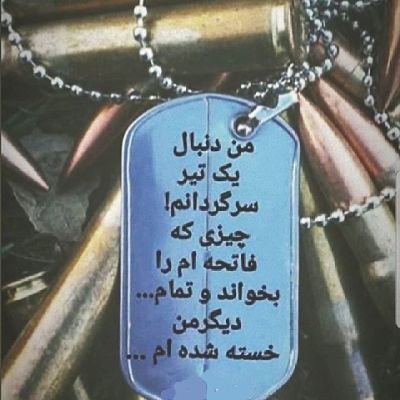 من دنبال
یک تیر
سرگردانم!
چیزی که
فاتحه ام را
بخواند و تمام...
دیگرمن
خسته شده ام ...